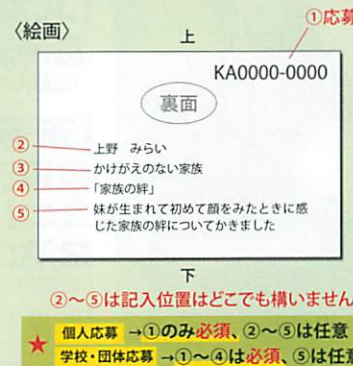 〈絵画〉
①応募
上
KA0000-0000
裏面
② 上野 みらい
③ かけがえのない家族
④ 「家族の絆」
⑤ 妹が生まれて初めて顔をみたときに感
じた家族の絆についてかきました
下
②～⑤は記入位置はどこでも構いません
★ 個人応募 →①のみ必須、②～⑤は任意
学校・団体応募 →①～④は必須、⑤は任意